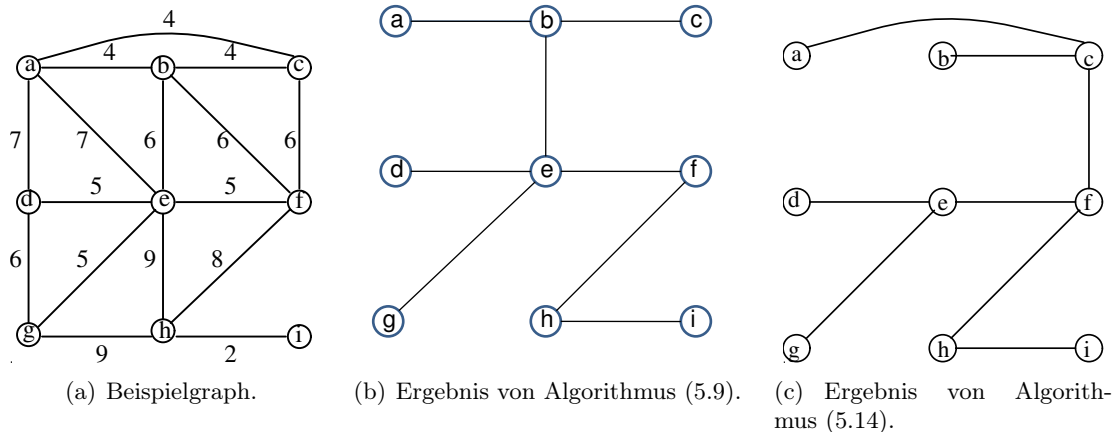 4
4 4
a b c
7 7 6 6 6
5 5
d e f
6 5 9 8
g h i
9 2
(a) Beispielgraph.
a b c
d e f
g h i
(b) Ergebnis von Algorithmus (5.9).
a b c
d e f
g h i
(c) Ergebnis von Algorith-
mus (5.14).